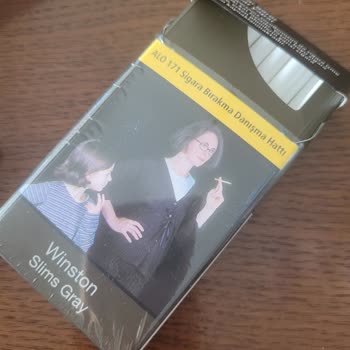 ALO 171 Sigara Bırakma Danışma Hattı
Winston
Slims Gray